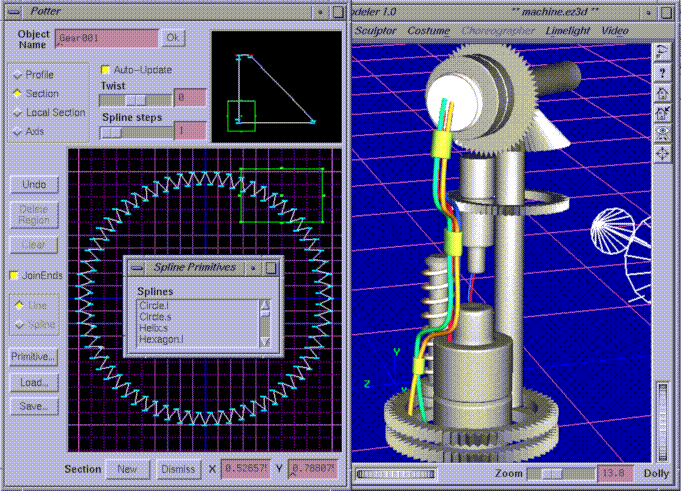 Potter
Object Name
Gear001
Ok
Profile
Section
Local Section
Axis
Auto-Update
Twist
0
Spline steps
1
Undo
Delete Region
Clear
JoinEnds
Line
Spline
Primitive...
Load...
Save...
Spline Primitives
Splines
Circle.l
Circle.s
Helix.s
Hexagon.l
Section
New
Dismiss
X
0.52657
Y
0.78807
deler 1.0
** machine.ez3d **
Sculptor
Costume
Choreographer
Limelight
Video
?
Y
Z
Zoom
13.8
Dolly